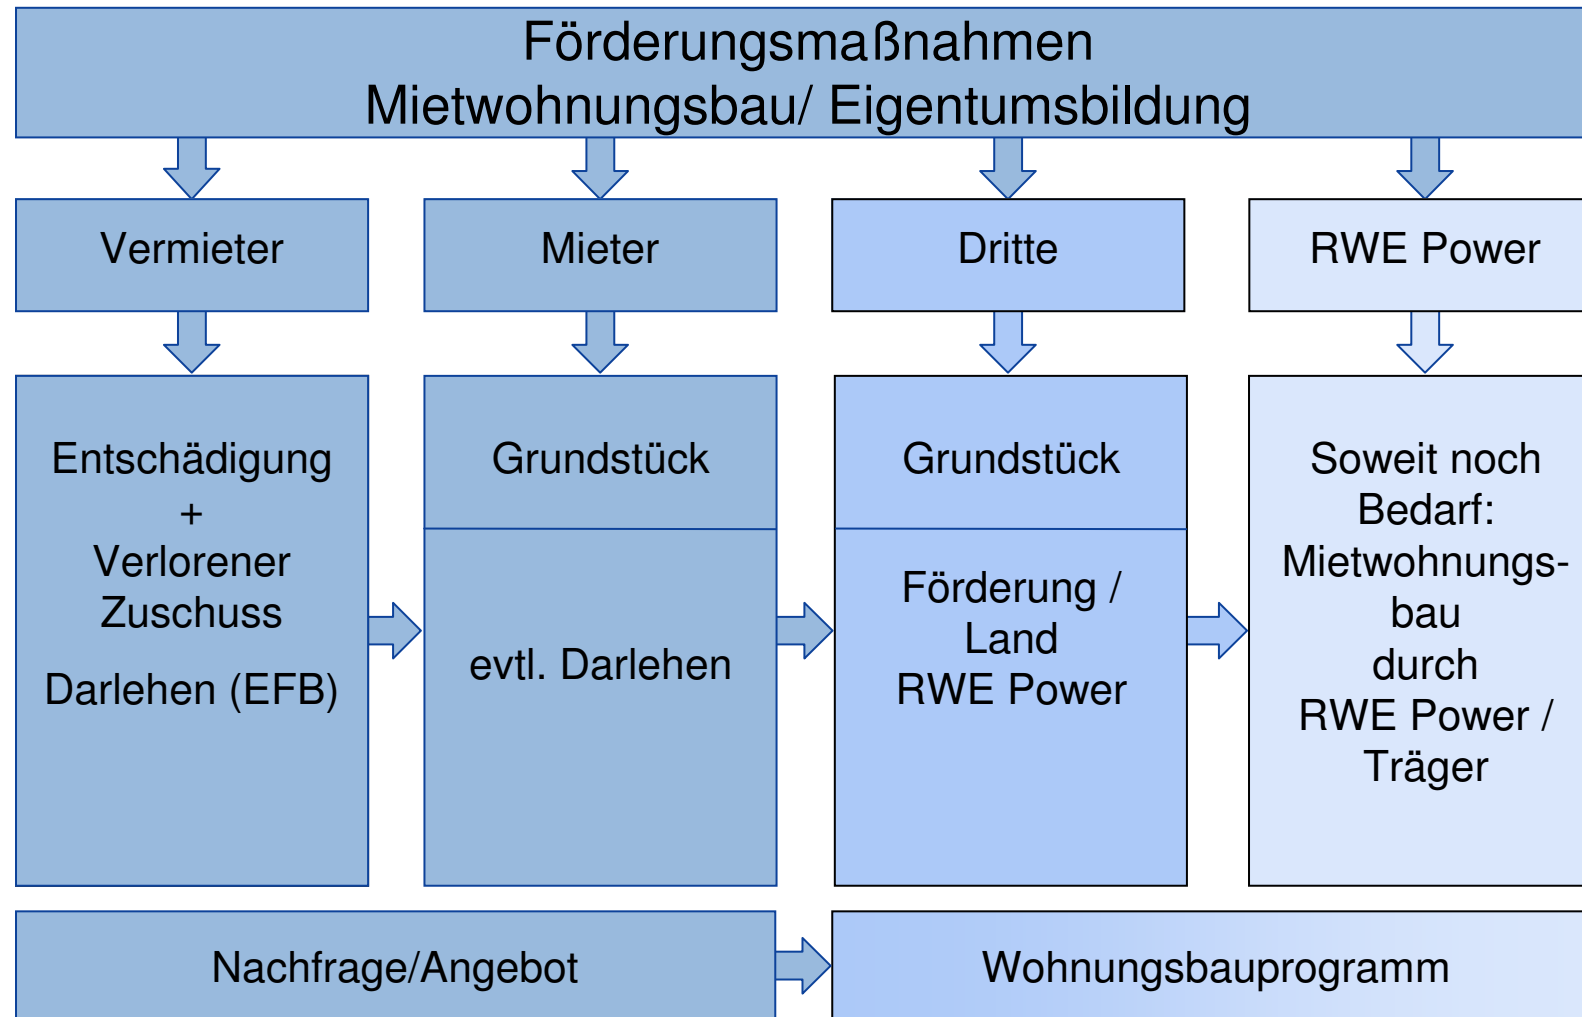 Förderungsmaßnahmen
Mietwohnungsbau/ Eigentumsbildung
Vermieter
Mieter
Dritte
RWE Power
Entschädigung
+
Verlorener
Zuschuss
Darlehen (EFB)
Grundstück
evtl. Darlehen
Grundstück
Förderung /
Land
RWE Power
Soweit noch
Bedarf:
Mietwohnungs-
bau
durch
RWE Power /
Träger
Nachfrage/Angebot
Wohnungsbauprogramm